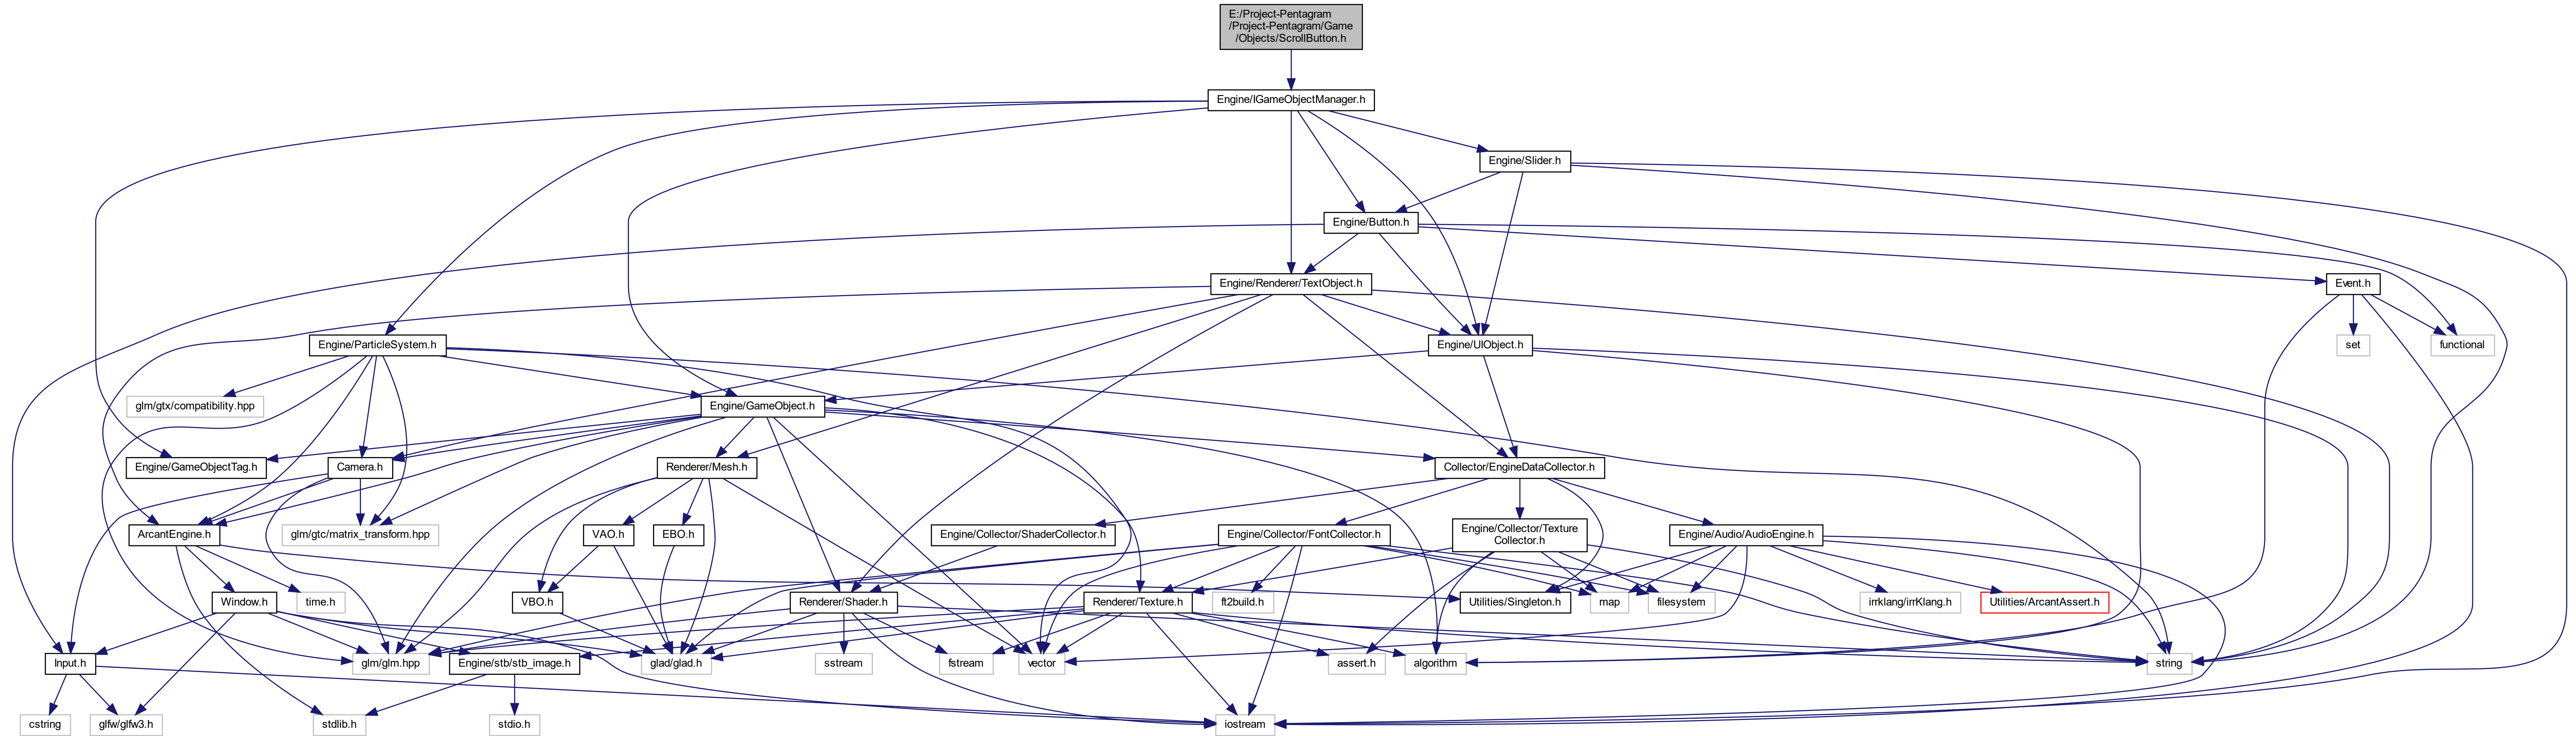 E:/Project-Pentagram
/Project-Pentagram/Game
/Objects/ScrollButton.h
Engine/IGameObjectManager.h
Engine/Slider.h
Engine/Button.h
Engine/Renderer/TextObject.h
Event.h
Engine/ParticleSystem.h
Engine/UIObject.h
set
functional
glm/gtx/compatibility.hpp
Engine/GameObject.h
Engine/GameObjectTag.h
Camera.h
Renderer/Mesh.h
Collector/EngineDataCollector.h
ArcantEngine.h
glm/gtc/matrix_transform.hpp
VAO.h
EBO.h
Engine/Collector/ShaderCollector.h
Engine/Collector/FontCollector.h
Engine/Collector/Texture
Collector.h
Engine/Audio/AudioEngine.h
Window.h
time.h
VBO.h
Renderer/Shader.h
Renderer/Texture.h
ft2build.h
Utilities/Singleton.h
map
filesystem
irrklang/irrKlang.h
Utilities/ArcantAssert.h
Input.h
glm/glm.hpp
Engine/stb/stb_image.h
glad/glad.h
sstream
fstream
vector
assert.h
algorithm
string
cstring
glfw/glfw3.h
stdlib.h
stdio.h
iostream